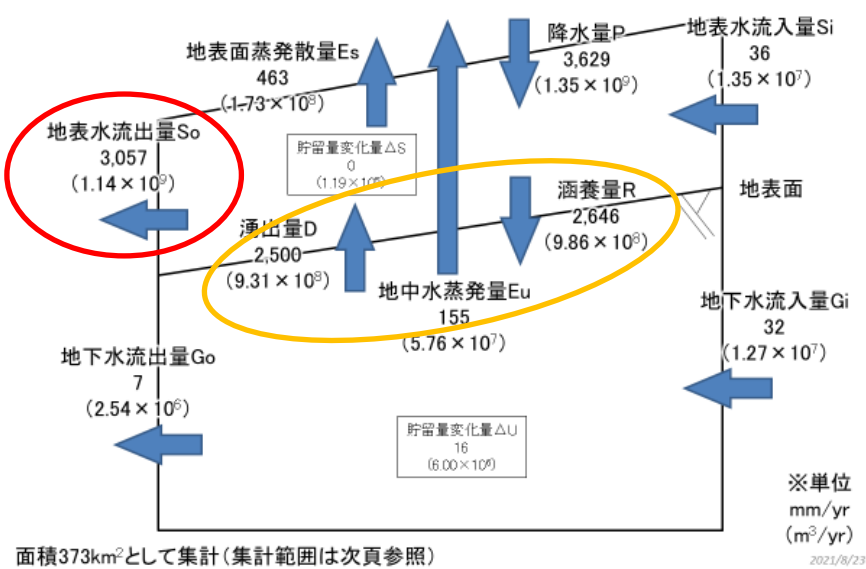 地表面蒸発散量Es
463
(1.73×10⁸)
降水量P
3,629
(1.35×10⁹)
地表水流入量Si
36
(1.35×10⁷)
地表水流出量So
3,057
(1.14×10⁹)
貯留量変化量△S
0
湧出量D
2,500
(9.31×10⁸)
涵養量R
2,646
(9.86×10⁸)
地表面
地中水蒸発量Eu
155
(5.76×10⁷)
地下水流入量Gi
32
(1.27×10⁷)
地下水流出量Go
7
(2.54×10⁶)
貯留量変化量△U
16
(6.00×10⁶)
※単位
mm/yr
(m³/yr)
面積373km²として集計(集計範囲は次頁参照)
2021/8/23